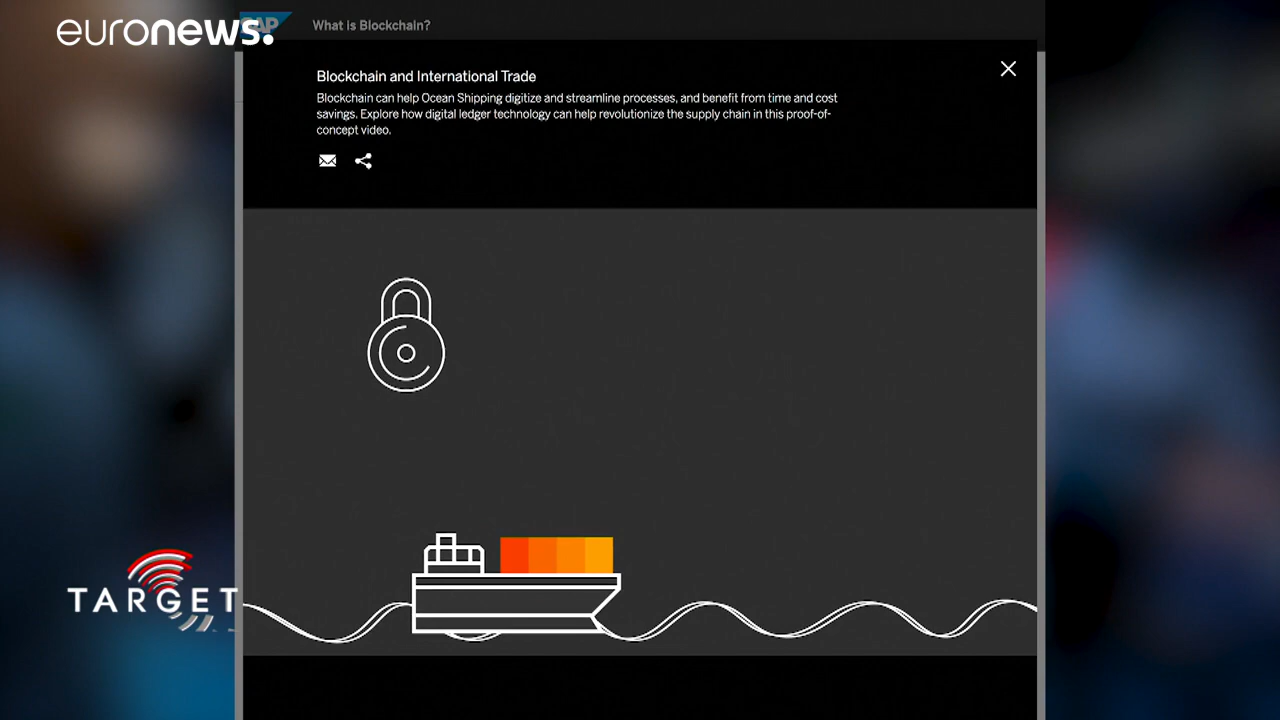 euronews.
SAP
What is Blockchain?
Blockchain and International Trade
Blockchain can help Ocean Shipping digitize and streamline processes, and benefit from time and cost
savings. Explore how digital ledger technology can help revolutionize the supply chain in this proof-of-
concept video.
TARGET